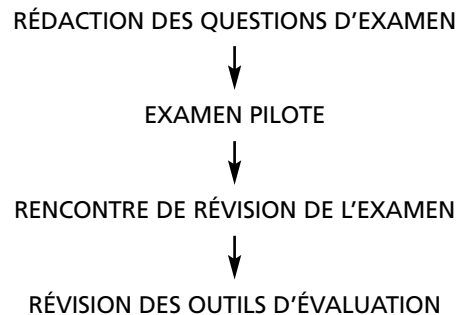 RÉDACTION DES QUESTIONS D’EXAMEN
EXAMEN PILOTE
RENCONTRE DE RÉVISION DE L’EXAMEN
RÉVISION DES OUTILS D’ÉVALUATION